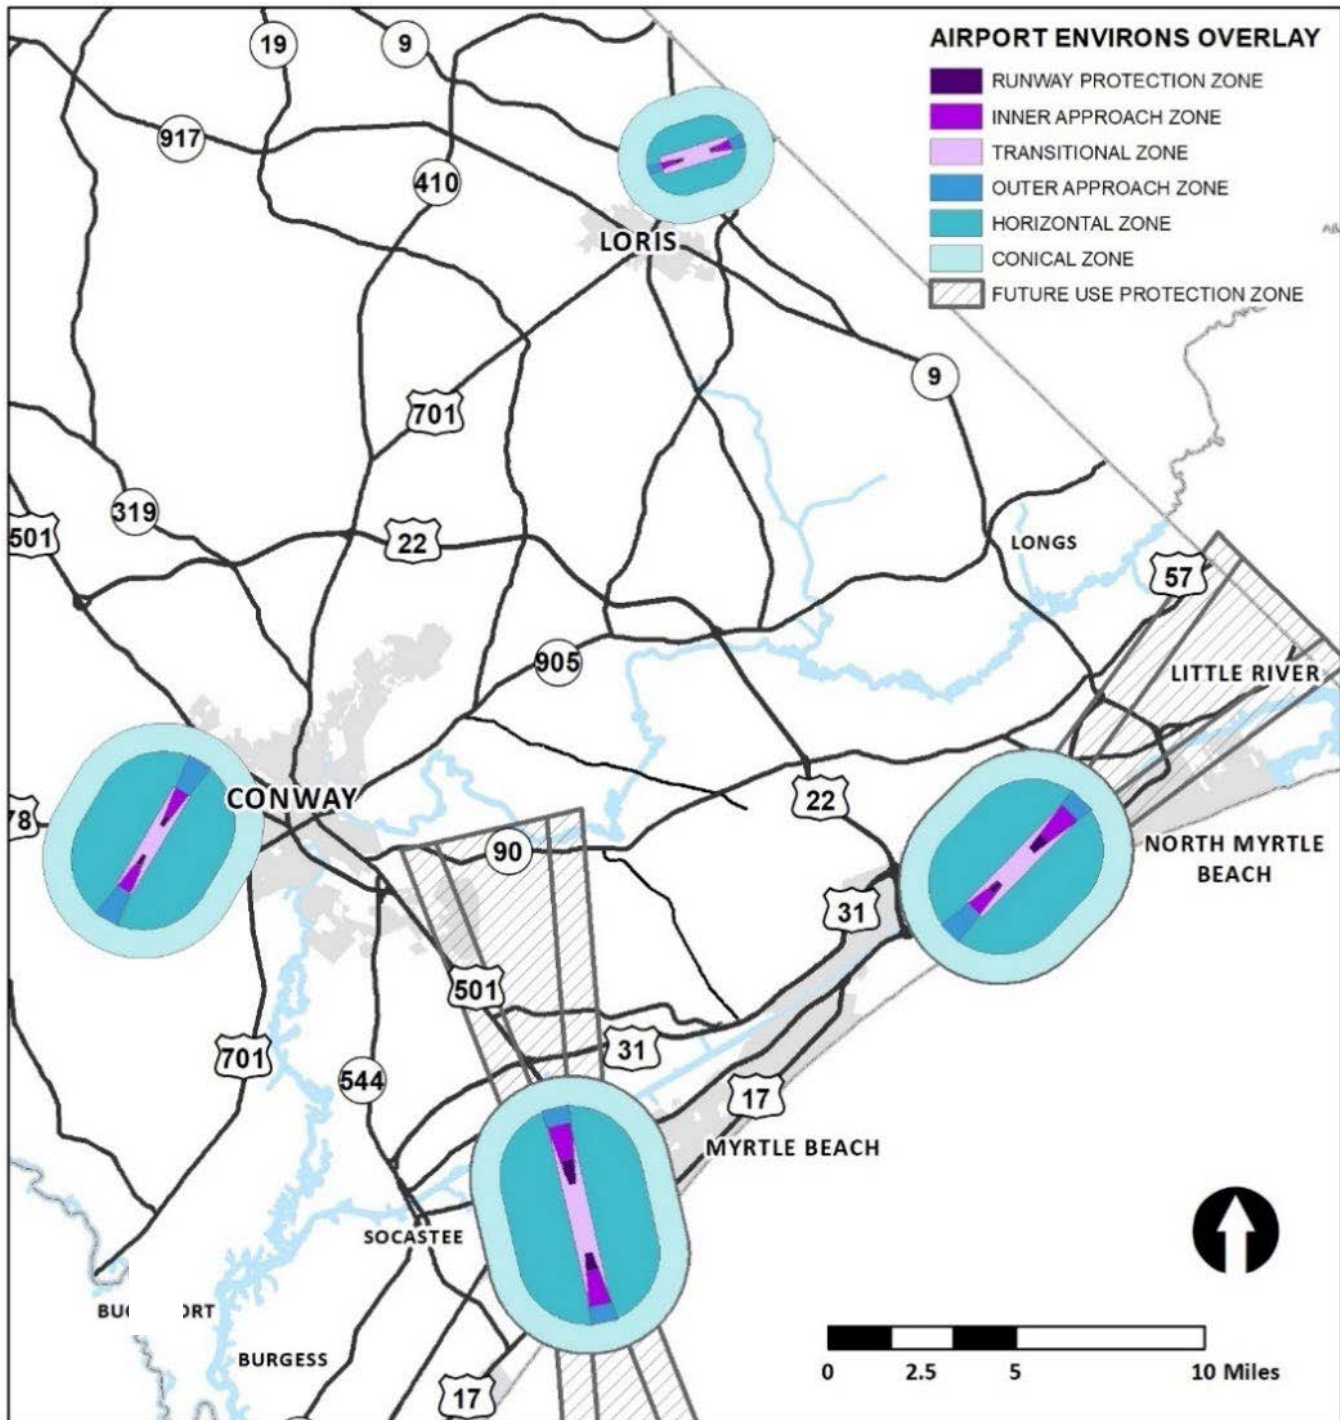 AIRPORT ENVIRONS OVERLAY
RUNWAY PROTECTION ZONE
INNER APPROACH ZONE
TRANSITIONAL ZONE
OUTER APPROACH ZONE
HORIZONTAL ZONE
CONICAL ZONE
FUTURE USE PROTECTION ZONE
19
9
917
410
LORIS
9
701
319
501
22
LONGS
57
905
LITTLE RIVER
CONWAY
78
22
90
NORTH MYRTLE
BEACH
31
501
31
701
544
17
MYRTLE BEACH
SOCASTEE
BURGESS
17
0 2.5 5 10 Miles